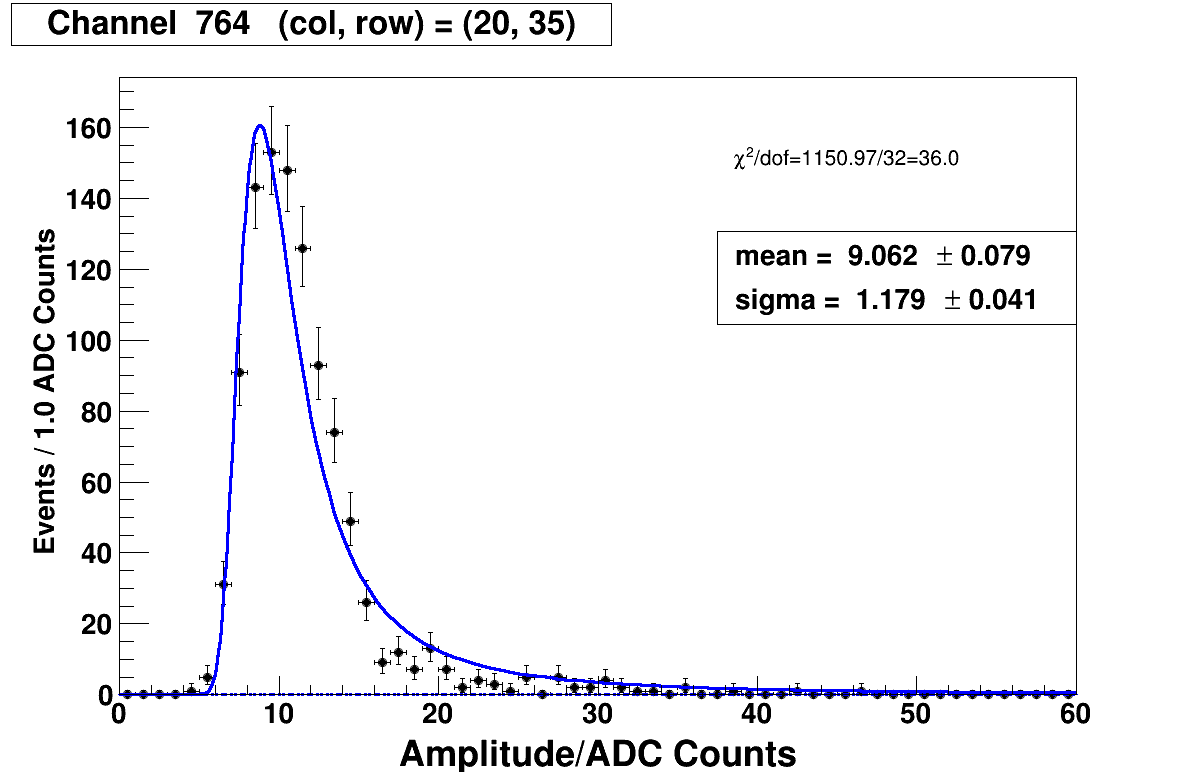 Channel 764 (col, row) = (20, 35)
χ²/dof=1150.97/32=36.0
mean = 9.062 ± 0.079
sigma = 1.179 ± 0.041
Events / 1.0 ADC Counts
160
140
120
100
80
60
40
20
0
0 10 20 30 40 50 60
Amplitude/ADC Counts